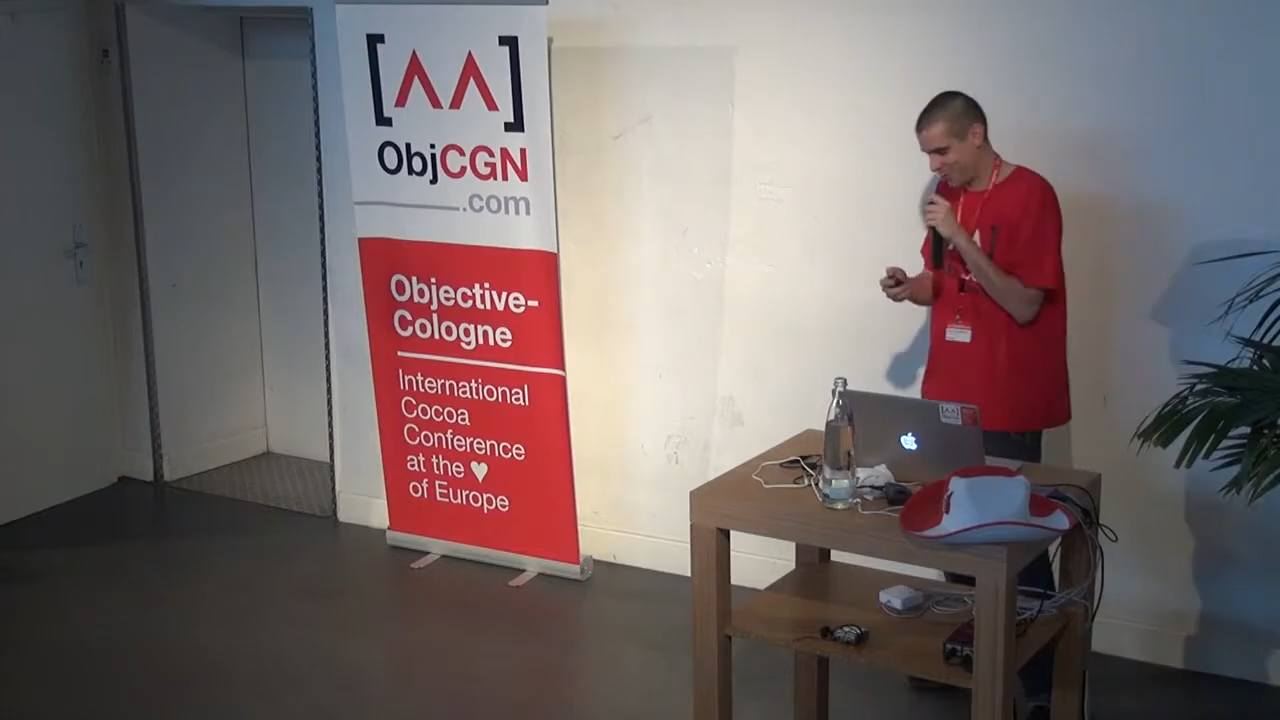 [ΛΛ]
ObjCGN
.com
Objective-
Cologne
International
Cocoa
Conference
at the ♥
of Europe